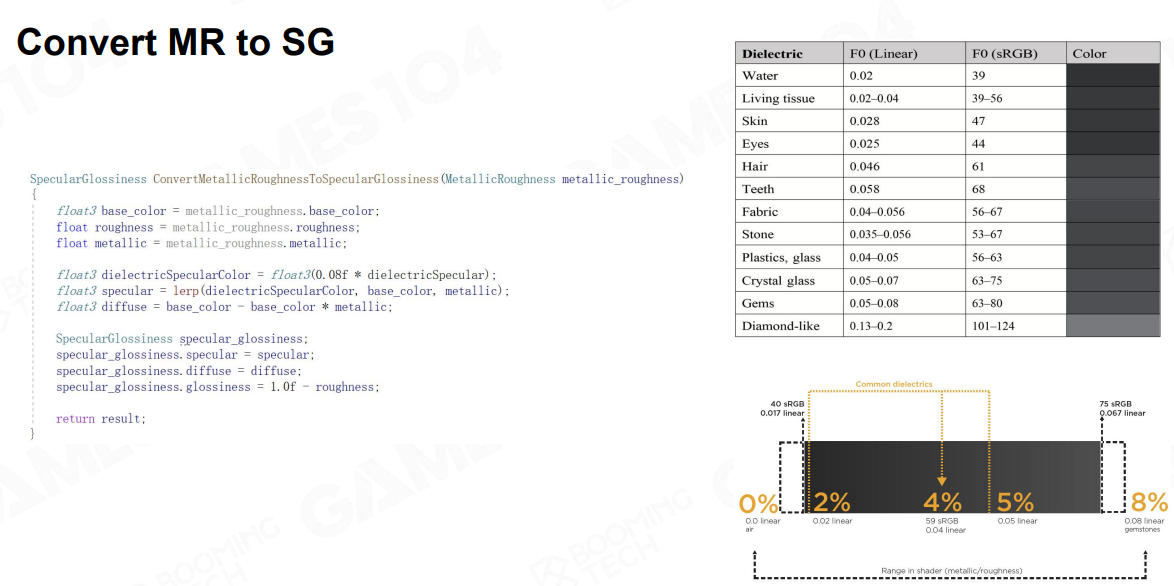 Convert MR to SG
SpecularGlossiness ConvertMetallicRoughnessToSpecularGlossiness(MetallicRoughness metallic_roughness)
{
float3 base_color = metallic_roughness.base_color;
float roughness = metallic_roughness.roughness;
float metallic = metallic_roughness.metallic;
float3 dielectricSpecularColor = float3(0.08f * dielectricSpecular);
float3 specular = lerp(dielectricSpecularColor, base_color, metallic);
float3 diffuse = base_color - base_color * metallic;
SpecularGlossiness specular_glossiness;
specular_glossiness.specular = specular;
specular_glossiness.diffuse = diffuse;
specular_glossiness.glossiness = 1.0f - roughness;
return result;
}
Dielectric F0 (Linear) F0 (sRGB) Color
Water 0.02 39
Living tissue 0.02–0.04 39–56
Skin 0.028 47
Eyes 0.025 44
Hair 0.046 61
Teeth 0.058 68
Fabric 0.04–0.056 56–67
Stone 0.035–0.056 53–67
Plastics, glass 0.04–0.05 56–63
Crystal glass 0.05–0.07 63–75
Gems 0.05–0.08 63–80
Diamond-like 0.13–0.2 101–124
Common dielectrics
40 sRGB 75 sRGB
0.017 linear 0.067 linear
0% 2% 4% 5% 8%
0.0 linear 0.02 linear 59 sRGB 0.05 linear 0.08 linear
air 0.04 linear gemstones
Range in shader (metallic/roughness)
GAMES 104
BOOMING
TECH